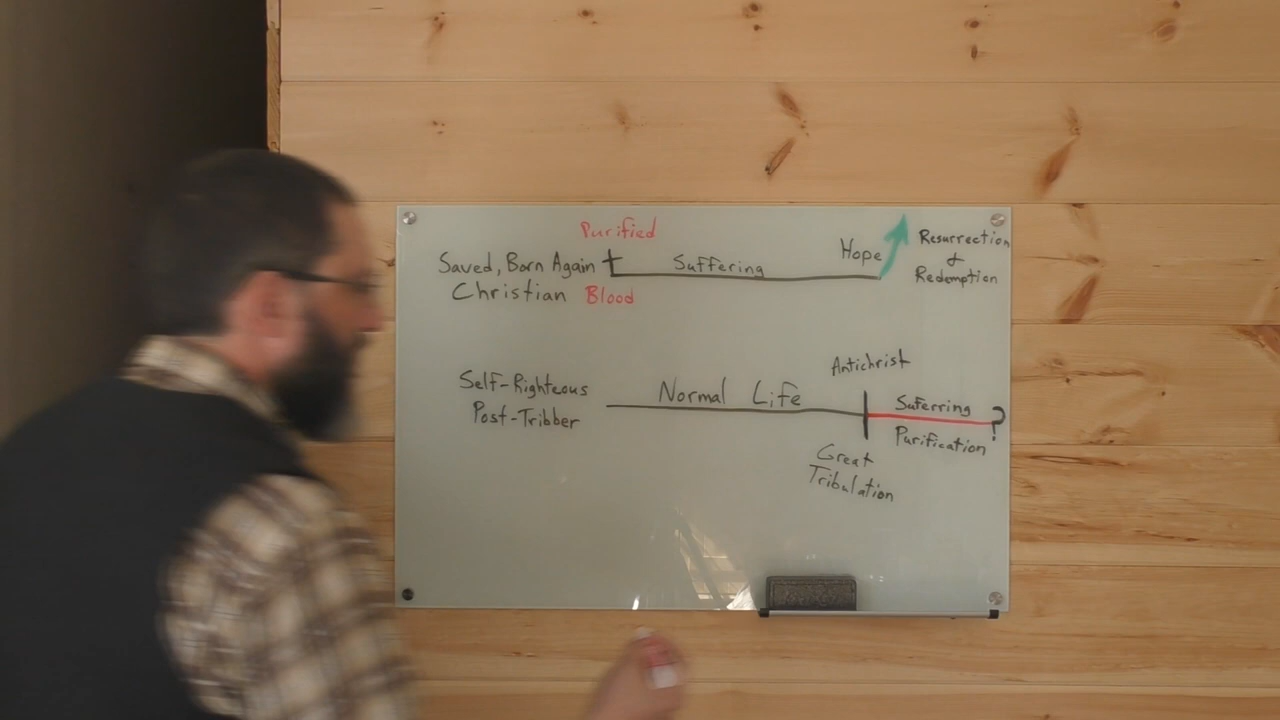 Purified
Saved, Born Again Suffering Hope
Christian Blood
Resurrection
&
Redemption
Antichrist
Self-Righteous Normal Life Suferring ?
Post-Tribber Purification
Great
Tribulation